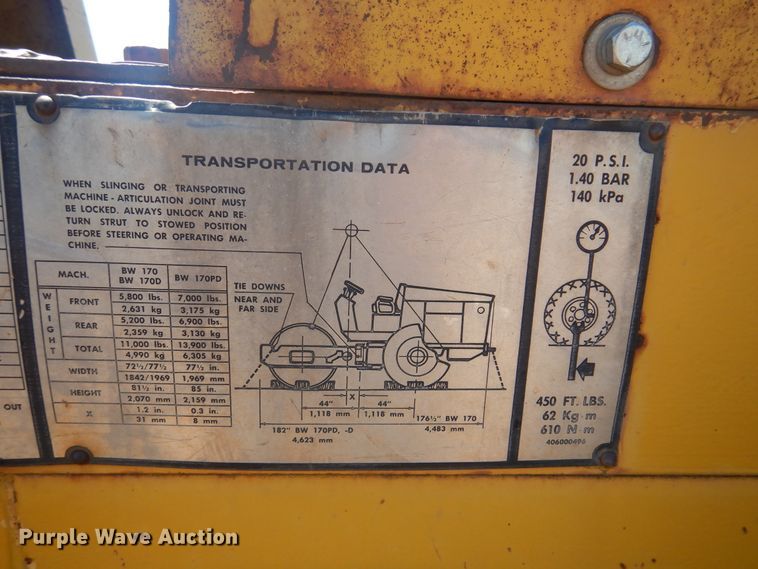 TRANSPORTATION DATA
WHEN SLINGING OR TRANSPORTING
MACHINE - ARTICULATION JOINT MUST
BE LOCKED. ALWAYS UNLOCK AND RE-
TURN STRUT TO STOWED POSITION
BEFORE STEERING OR OPERATING MA-
CHINE.
MACH. BW 170 BW 170D BW 170PD
WEIGHT
FRONT 5,800 lbs. 7,000 lbs.
2,631 kg 3,175 kg
REAR 5,200 lbs. 6,900 lbs.
2,359 kg 3,130 kg
TOTAL 11,000 lbs. 13,900 lbs.
4,990 kg 6,305 kg
WIDTH 72½/77½ 77½ in.
1842/1969 1,969 mm
HEIGHT 81½ in. 85 in.
2,070 mm 2,159 mm
X 1.2 in. 0.3 in.
31 mm 8 mm
TIE DOWNS
NEAR AND
FAR SIDE
44" X 44"
1,118 mm 1,118 mm
176½" BW 170
4,483 mm
182" BW 170PD, -D
4,623 mm
20 P.S.I.
1.40 BAR
140 kPa
450 FT. LBS.
62 Kg-m
610 N-m
406000496
OUT
Purple Wave Auction